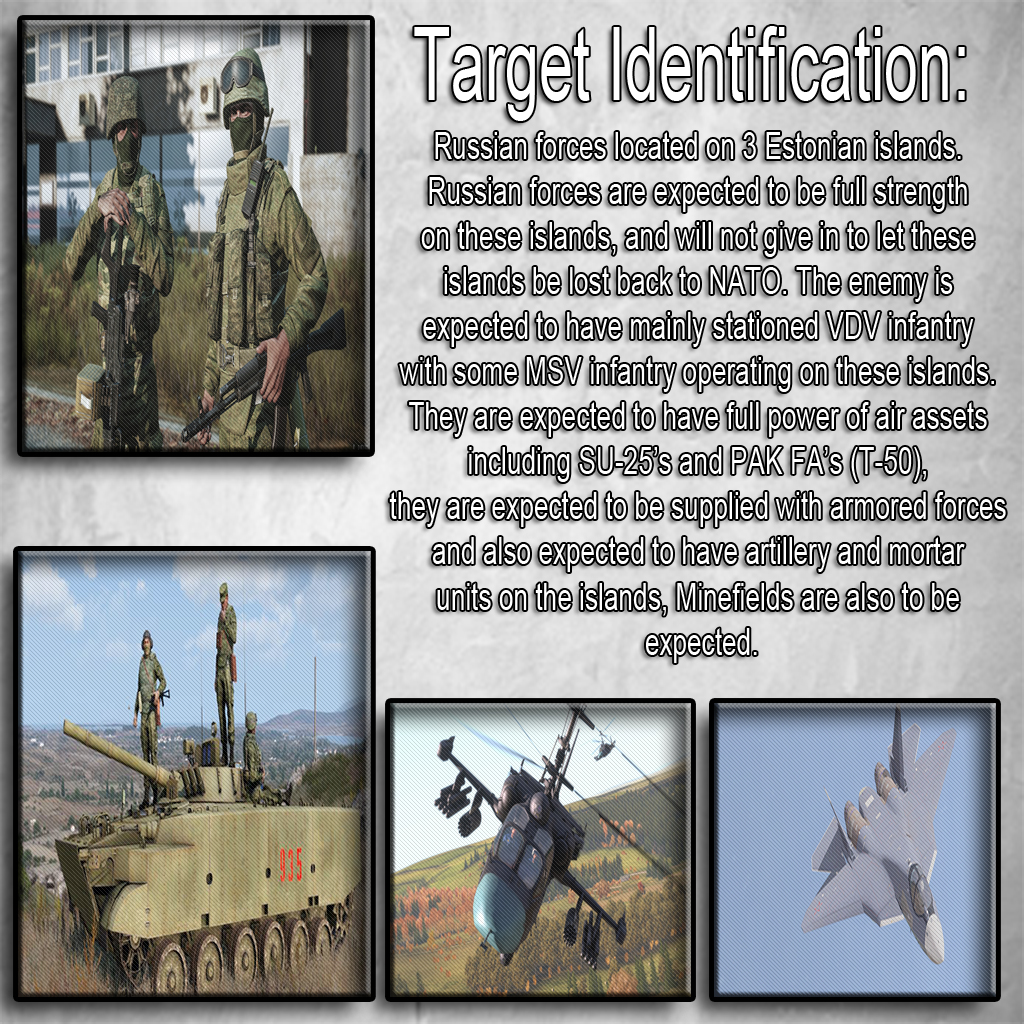 Target Identification:
Russian forces located on 3 Estonian islands.
Russian forces are expected to be full strength
on these islands, and will not give in to let these
islands be lost back to NATO. The enemy is
expected to have mainly stationed VDV infantry
with some MSV infantry operating on these islands.
They are expected to have full power of air assets
including SU-25's and PAK FA's (T-50),
they are expected to be supplied with armored forces
and also expected to have artillery and mortar
units on the islands, Minefields are also to be
expected.
935